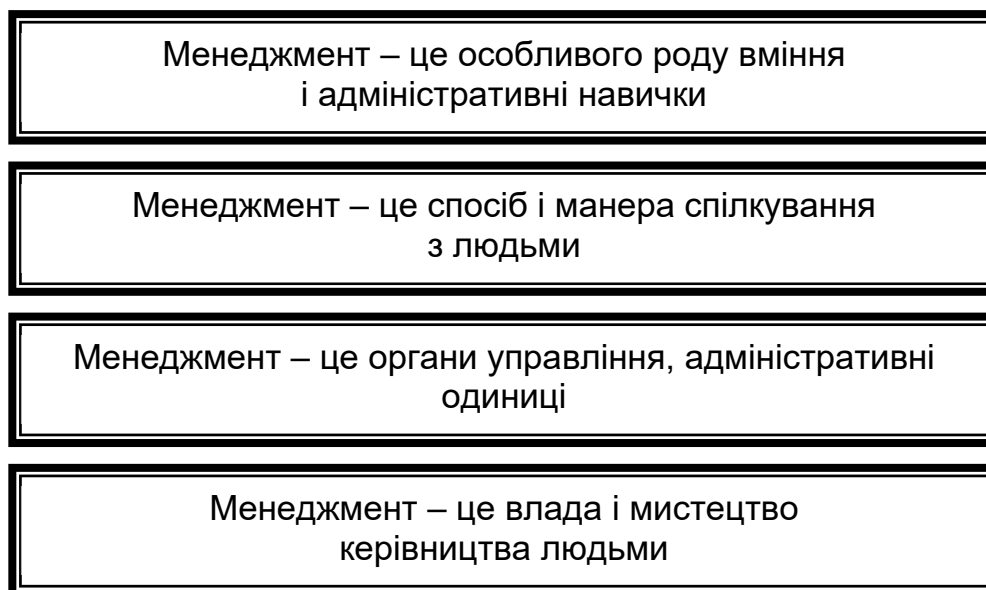 Менеджмент – це особливого роду вміння
і адміністративні навички
Менеджмент – це спосіб і манера спілкування
з людьми
Менеджмент – це органи управління, адміністративні
одиниці
Менеджмент – це влада і мистецтво
керівництва людьми